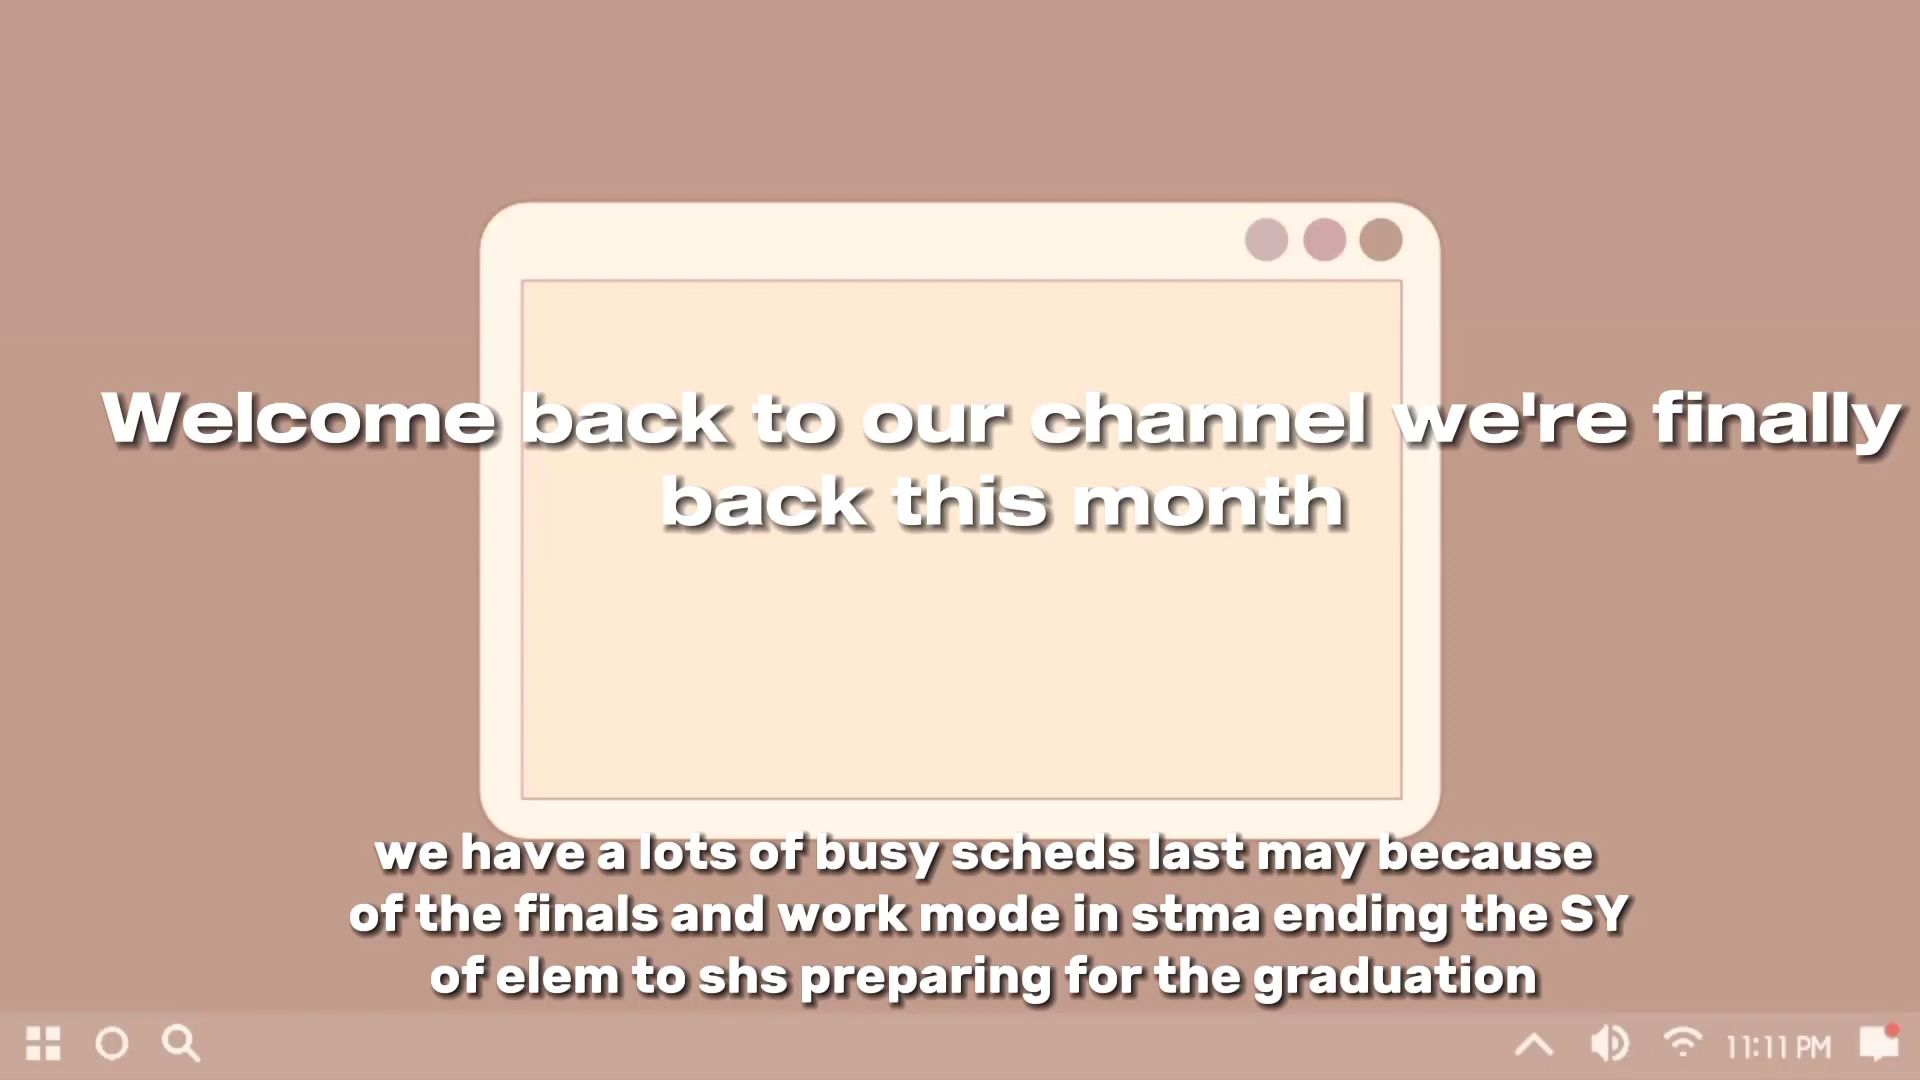 Welcome back to our channel we're finally
back this month
we have a lots of busy scheds last may because
of the finals and work mode in stma ending the SY
of elem to shs preparing for the graduation
11:11 PM